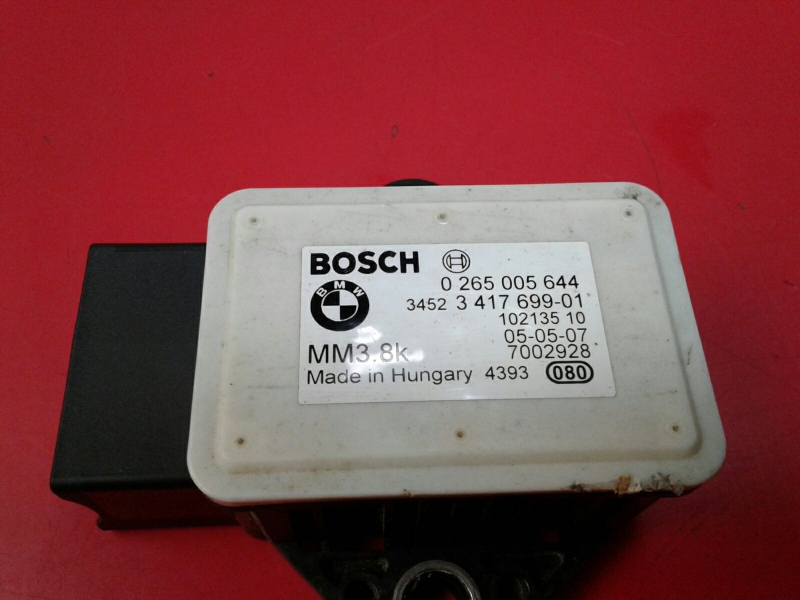 BOSCH
0 265 005 644
BMW
3452 3 417 699-01
102135 10
05-05-07
MM3.8k 7002928
Made in Hungary 4393 080